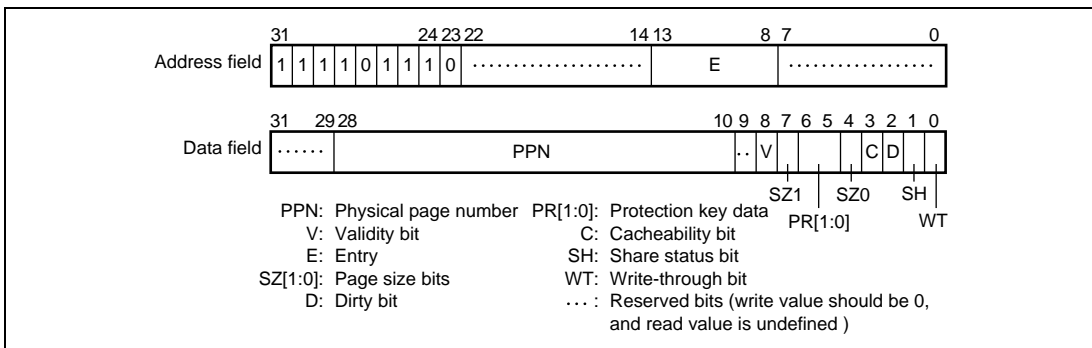 31 24 23 22 14 13 8 7 0
Address field 1 1 1 1 0 1 1 1 0 .................... E .................
31 29 28 10 9 8 7 6 5 4 3 2 1 0
Data field ...... PPN .. V C D
SZ1 SZ0 SH
PR[1:0] WT
PPN: Physical page number PR[1:0]: Protection key data
V: Validity bit C: Cacheability bit
E: Entry SH: Share status bit
SZ[1:0]: Page size bits WT: Write-through bit
D: Dirty bit ... : Reserved bits (write value should be 0,
and read value is undefined )